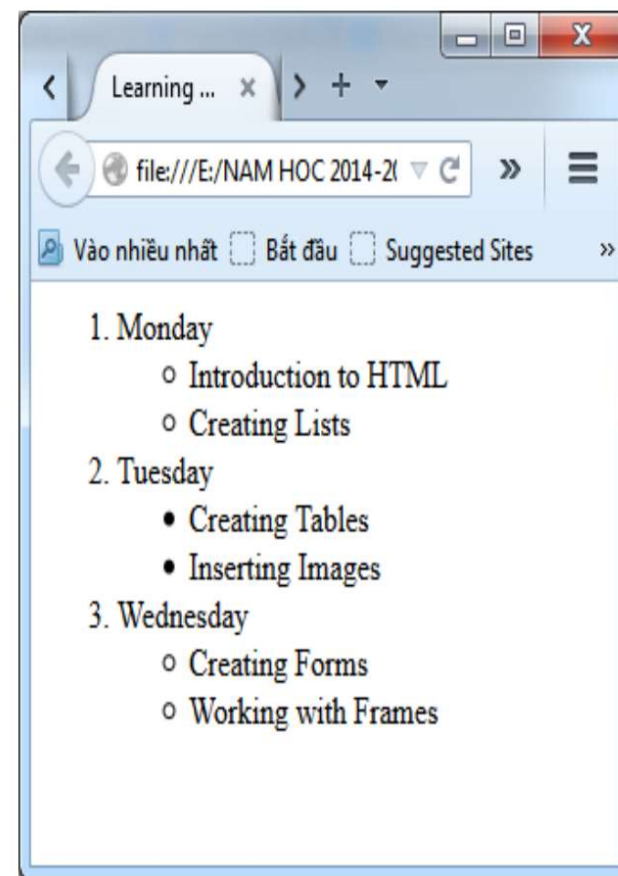 Learning ...
file:///E:/NAM HOC 2014-20
Vào nhiều nhất Bắt đầu Suggested Sites
1. Monday
Introduction to HTML
Creating Lists
2. Tuesday
Creating Tables
Inserting Images
3. Wednesday
Creating Forms
Working with Frames